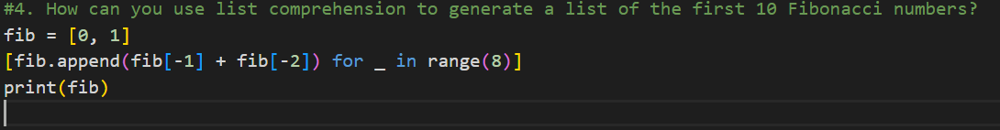 #4. How can you use list comprehension to generate a list of the first 10 Fibonacci numbers?
fib = [0, 1]
[fib.append(fib[-1] + fib[-2]) for _ in range(8)]
print(fib)